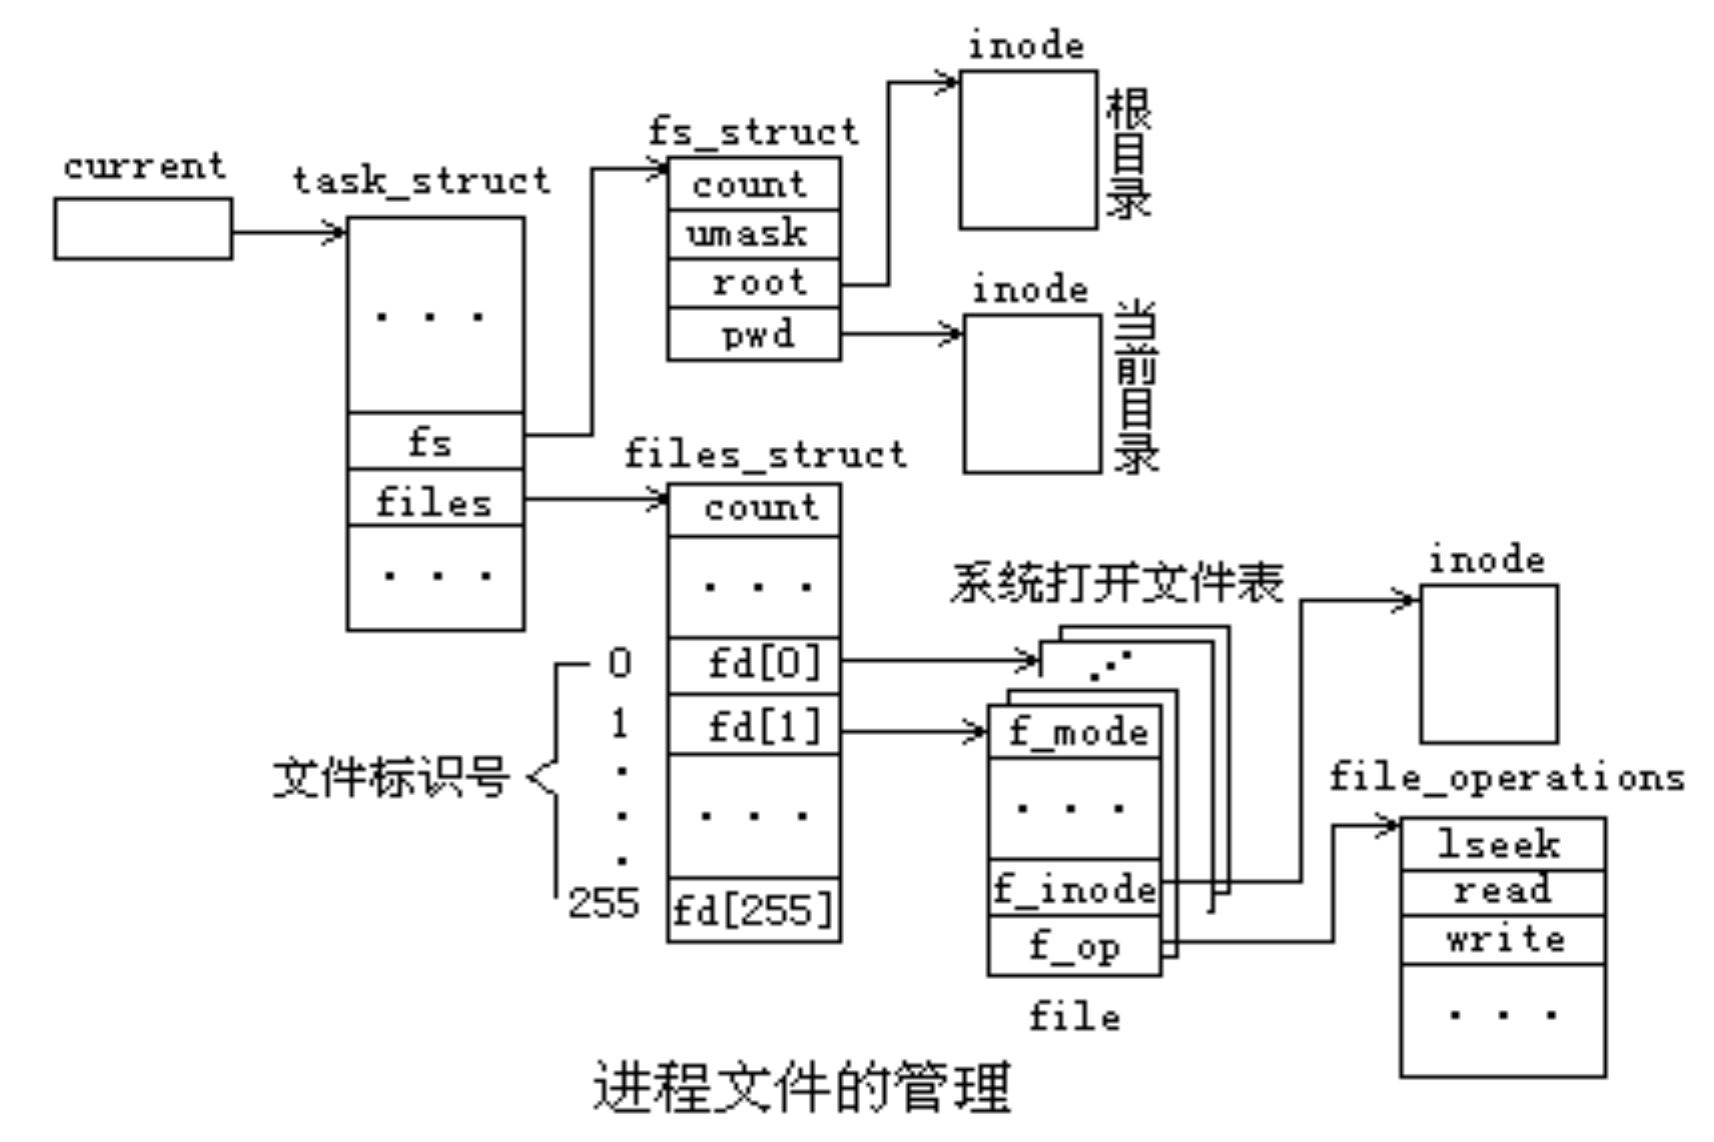 current
task_struct
. . .
fs
files
. . .
fs_struct
count
umask
root
pwd
inode
根目录
inode
当前目录
files_struct
count
. . .
fd[0]
fd[1]
. . .
fd[255]
文件标识号
0
1
.
.
.
255
系统打开文件表
. . .
f_mode
. . .
f_inode
f_op
file
inode
file_operations
lseek
read
write
. . .
进程文件的管理